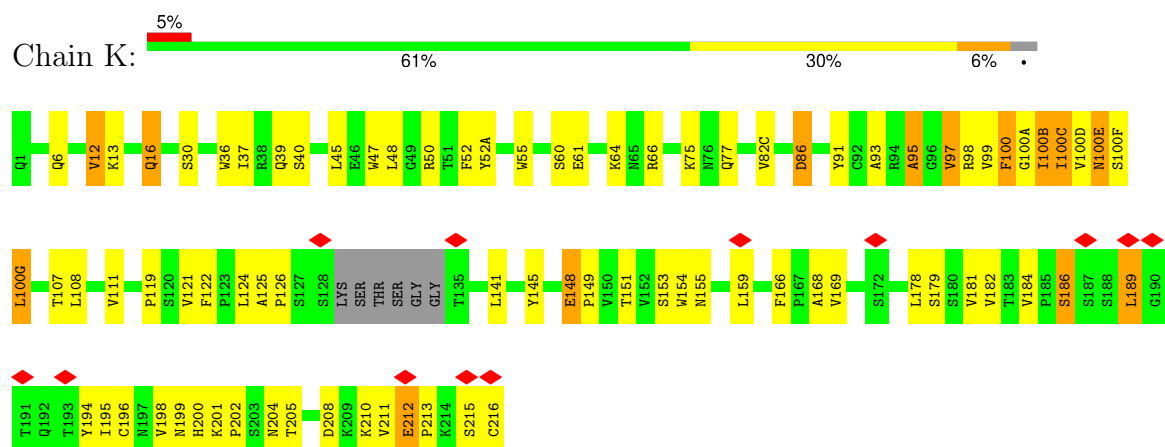 5%
Chain K:
61% 30% 6% •
Q1 Q6 V12 K13 Q16 S30 W36 I37 R38 Q39 S40 L45 E46 W47 L48 G49 R50 T51 F52 Y52A W55 S60 E61 K64 N65 R66 K75 N76 Q77 V82C D86 Y91 C92 A93 R94 A95 G96 V97 R98 V99 F100 G100A I100B I100C V100D N100E S100F
L100G T107 L108 V111 P119 S120 V121 F122 P123 L124 A125 P126 S127 S128 LYS SER THR SER GLY GLY T135 L141 Y145 E148 P149 V150 T151 V152 S153 W154 N155 L159 F166 P167 A168 V169 S172 L178 S179 S180 V181 V182 T183 V184 P185 S186 S187 S188 L189 G190
T191 Q192 T193 Y194 I195 C196 N197 V198 N199 H200 K201 P202 S203 N204 T205 D208 K209 K210 V211 E212 P213 K214 S215 C216